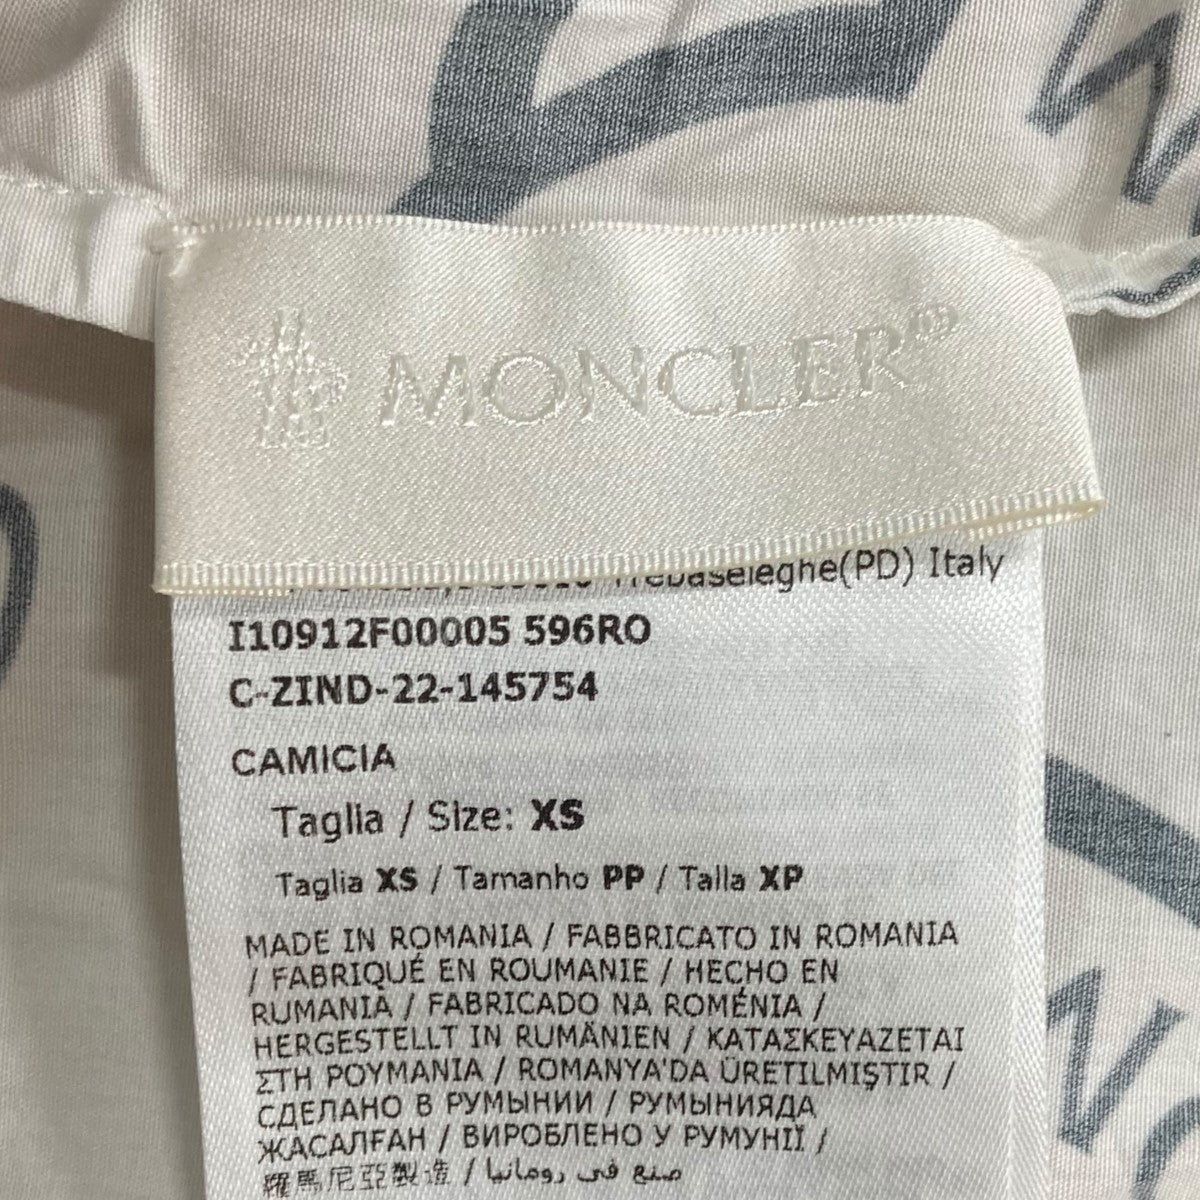 MONCLER®
Trebaseleghe(PD) Italy
I10912F00005 596RO
C-ZIND-22-145754
CAMICIA
Taglia / Size: XS
Taglia XS / Tamanho PP / Talla XP
MADE IN ROMANIA / FABBRICATO IN ROMANIA
/ FABRIQUÉ EN ROUMANIE / HECHO EN
RUMANIA / FABRICADO NA ROMÉNIA /
HERGESTELLT IN RUMÄNIEN / ΚΑΤΑΣΚΕΥΑΖΕΤΑΙ
ΣΤΗ ΡΟΥΜΑΝΙΑ / ROMANYA'DA ÜRETILMIŞTIR /
СДЕЛАНО В РУМЫНИИ / РУМЫНИЯДА
ЖАСАЛҒАН / ВИРОБЛЕНО У РУМУНІЇ /
羅馬尼亞製造 / صنع في رومانيا